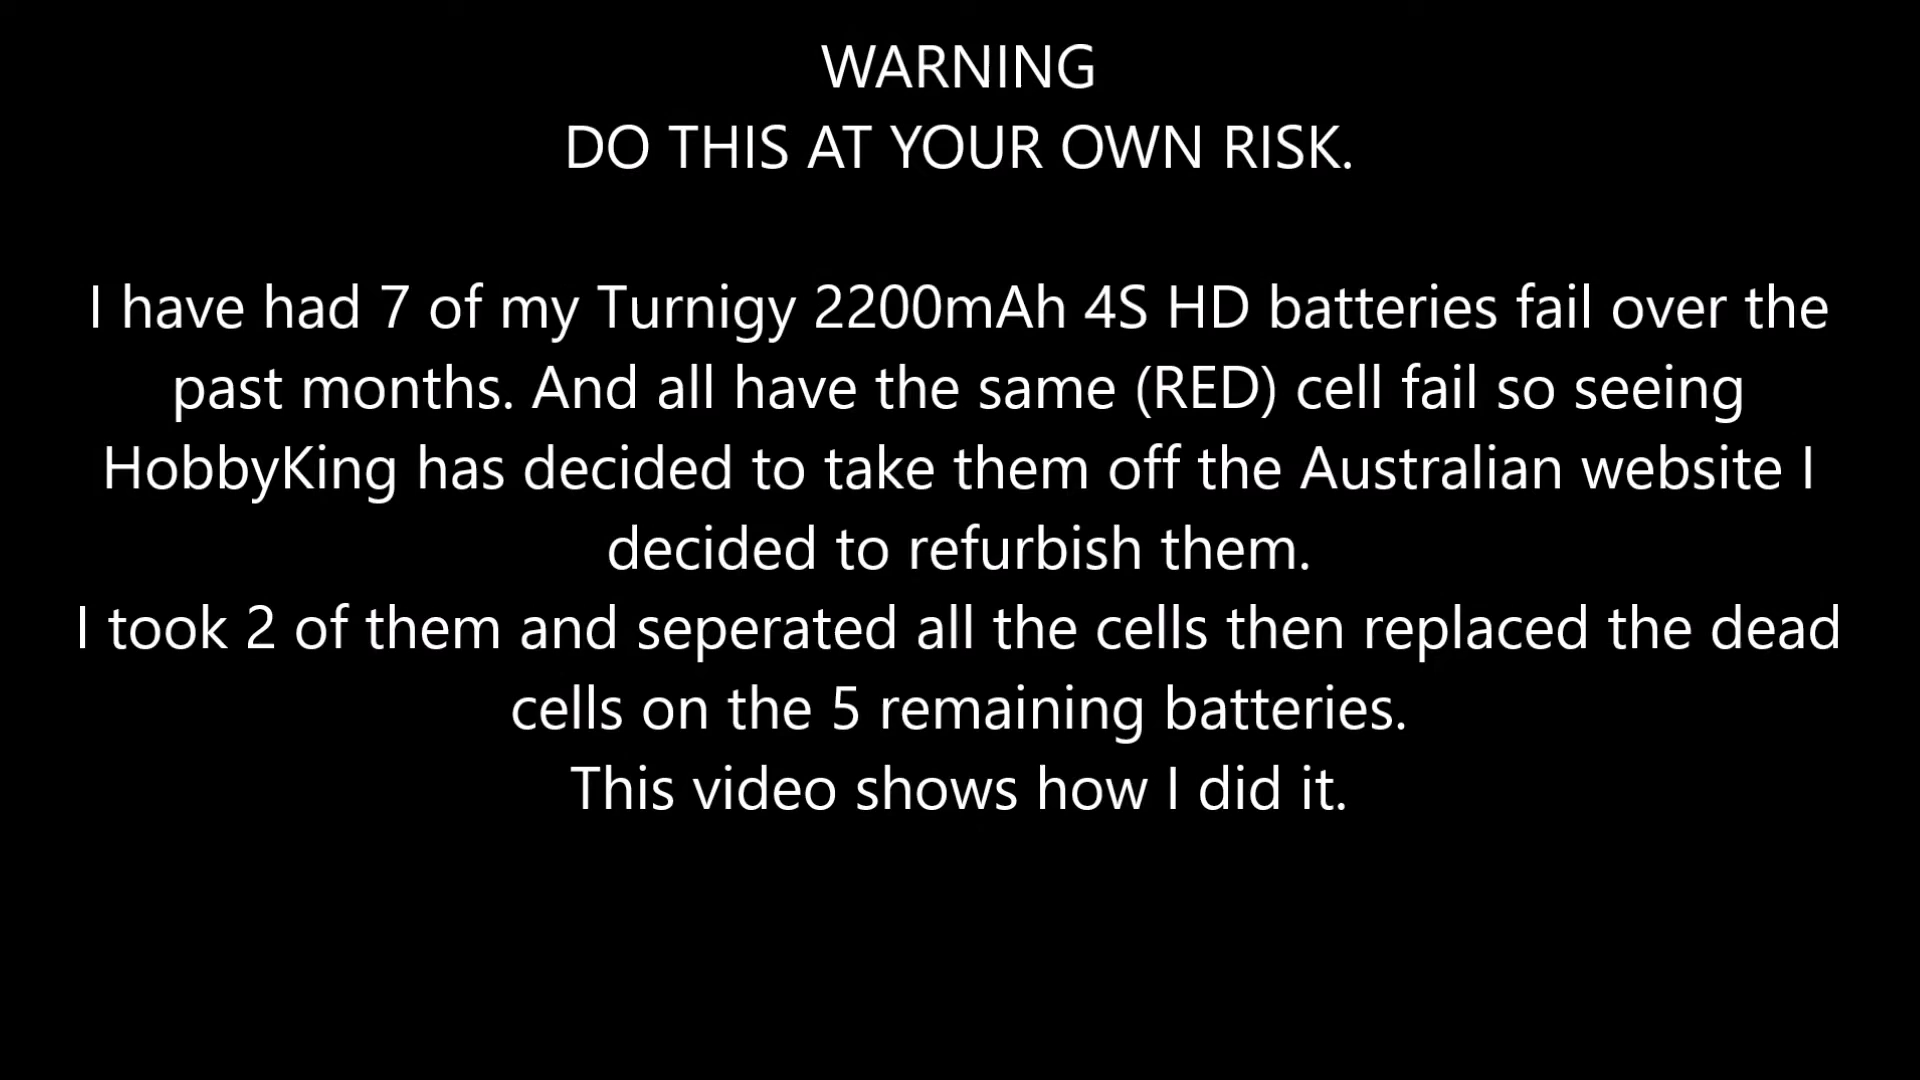 WARNING
DO THIS AT YOUR OWN RISK.
I have had 7 of my Turnigy 2200mAh 4S HD batteries fail over the
past months. And all have the same (RED) cell fail so seeing
HobbyKing has decided to take them off the Australian website I
decided to refurbish them.
I took 2 of them and seperated all the cells then replaced the dead
cells on the 5 remaining batteries.
This video shows how I did it.